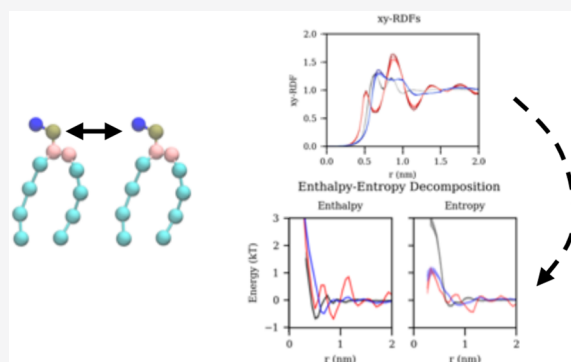 xy-RDFs
2.0
1.5
1.0
0.5
0.0
xy-RDF
0.0 0.5 1.0 1.5 2.0
r (nm)
Enthalpy-Entropy Decomposition
Enthalpy Entropy
3
2
1
0
−1
Energy (kT)
0 1 2 0 1 2
r (nm) r (nm)